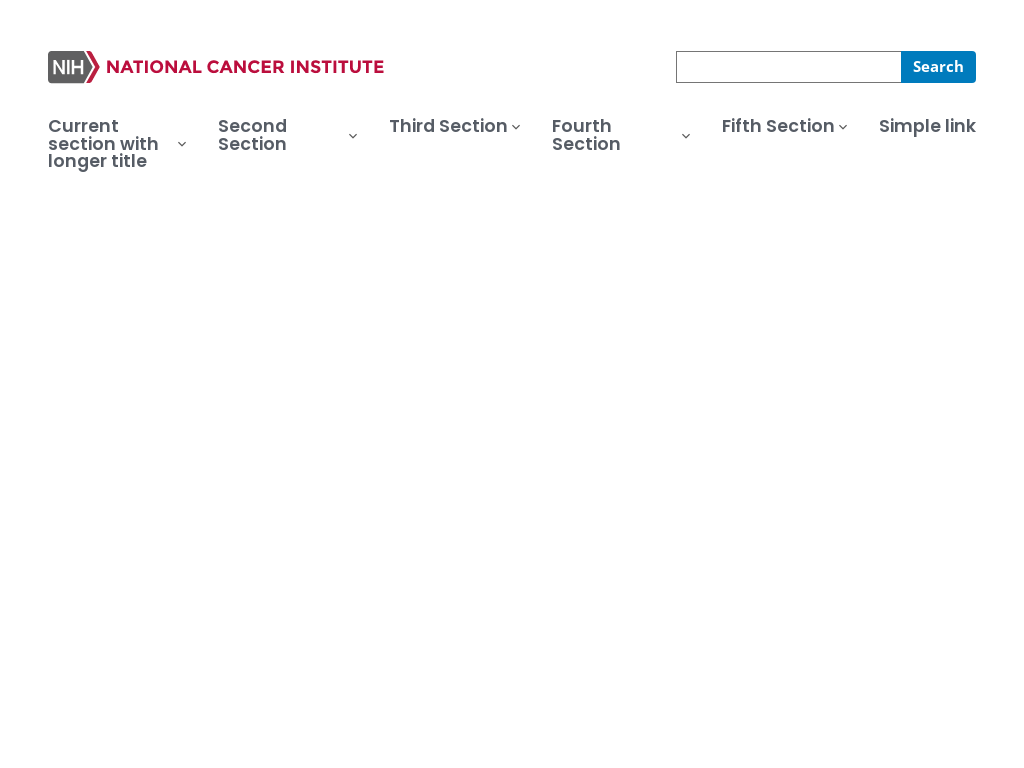 NIH NATIONAL CANCER INSTITUTE
Search
Current
section with
longer title
Second
Section
Third Section
Fourth
Section
Fifth Section
Simple link